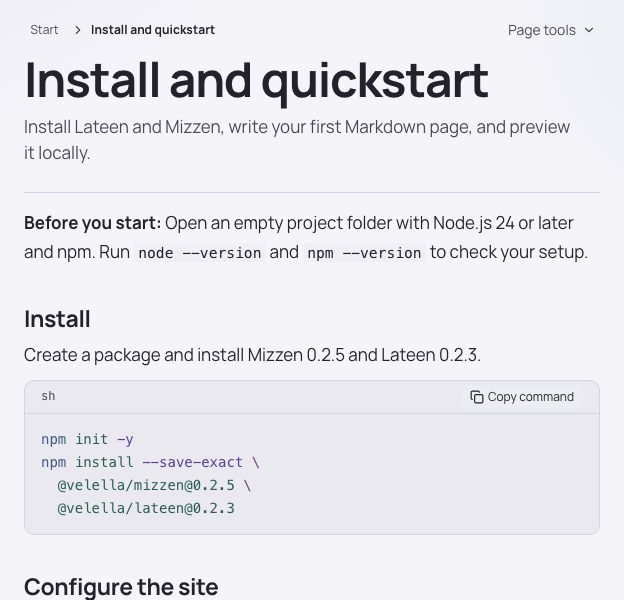 Start > Install and quickstart
Page tools
Install and quickstart
Install Lateen and Mizzen, write your first Markdown page, and preview
it locally.
Before you start: Open an empty project folder with Node.js 24 or later
and npm. Run node --version and npm --version to check your setup.
Install
Create a package and install Mizzen 0.2.5 and Lateen 0.2.3.
sh
Copy command
npm init -y
npm install --save-exact \
  @velella/mizzen@0.2.5 \
  @velella/lateen@0.2.3
Configure the site